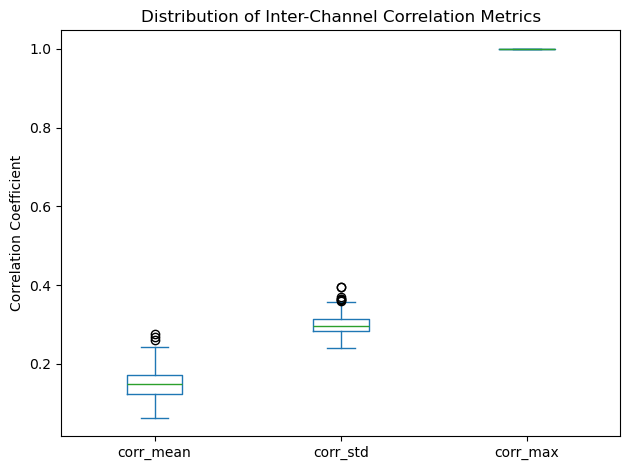 Distribution of Inter-Channel Correlation Metrics
Correlation Coefficient
1.0
0.8
0.6
0.4
0.2
corr_mean corr_std corr_max